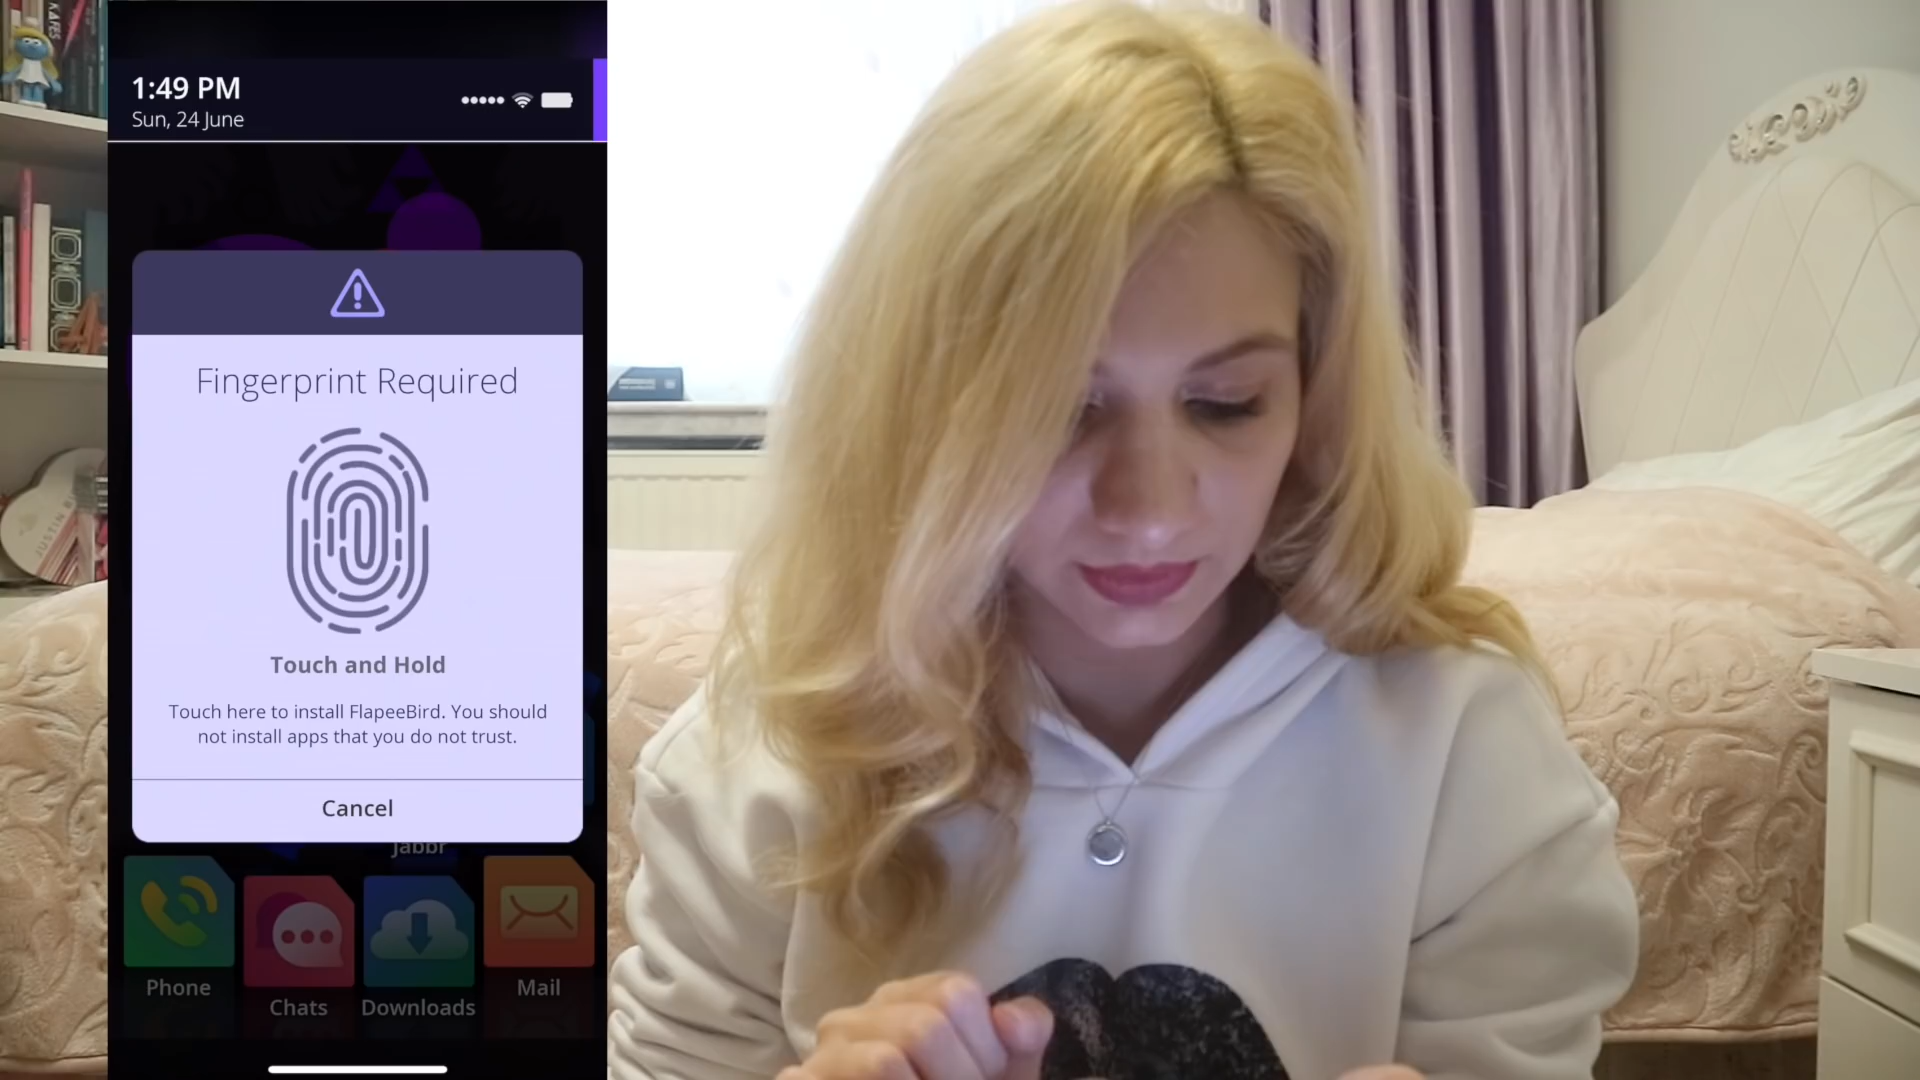 1:49 PM
Sun, 24 June
Fingerprint Required
Touch and Hold
Touch here to install FlapeeBird. You should
not install apps that you do not trust.
Cancel
Jabbr
Phone
Chats
Downloads
Mail
JUSTIN